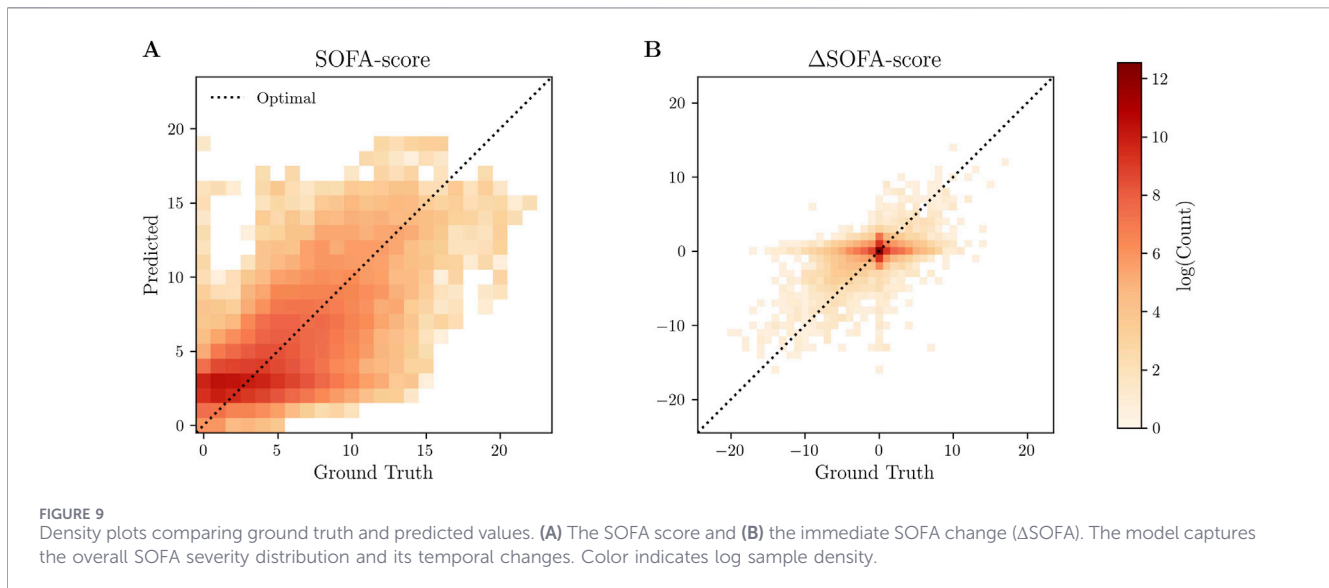 A
SOFA-score
Optimal
20
15
10
5
0
Predicted
0
5
10
15
20
Ground Truth
B
ΔSOFA-score
20
10
0
−10
−20
−20
−10
0
10
20
Ground Truth
12
10
8
6
4
2
0
log(Count)
FIGURE 9
Density plots comparing ground truth and predicted values. (A) The SOFA score and (B) the immediate SOFA change (ΔSOFA). The model captures
the overall SOFA severity distribution and its temporal changes. Color indicates log sample density.